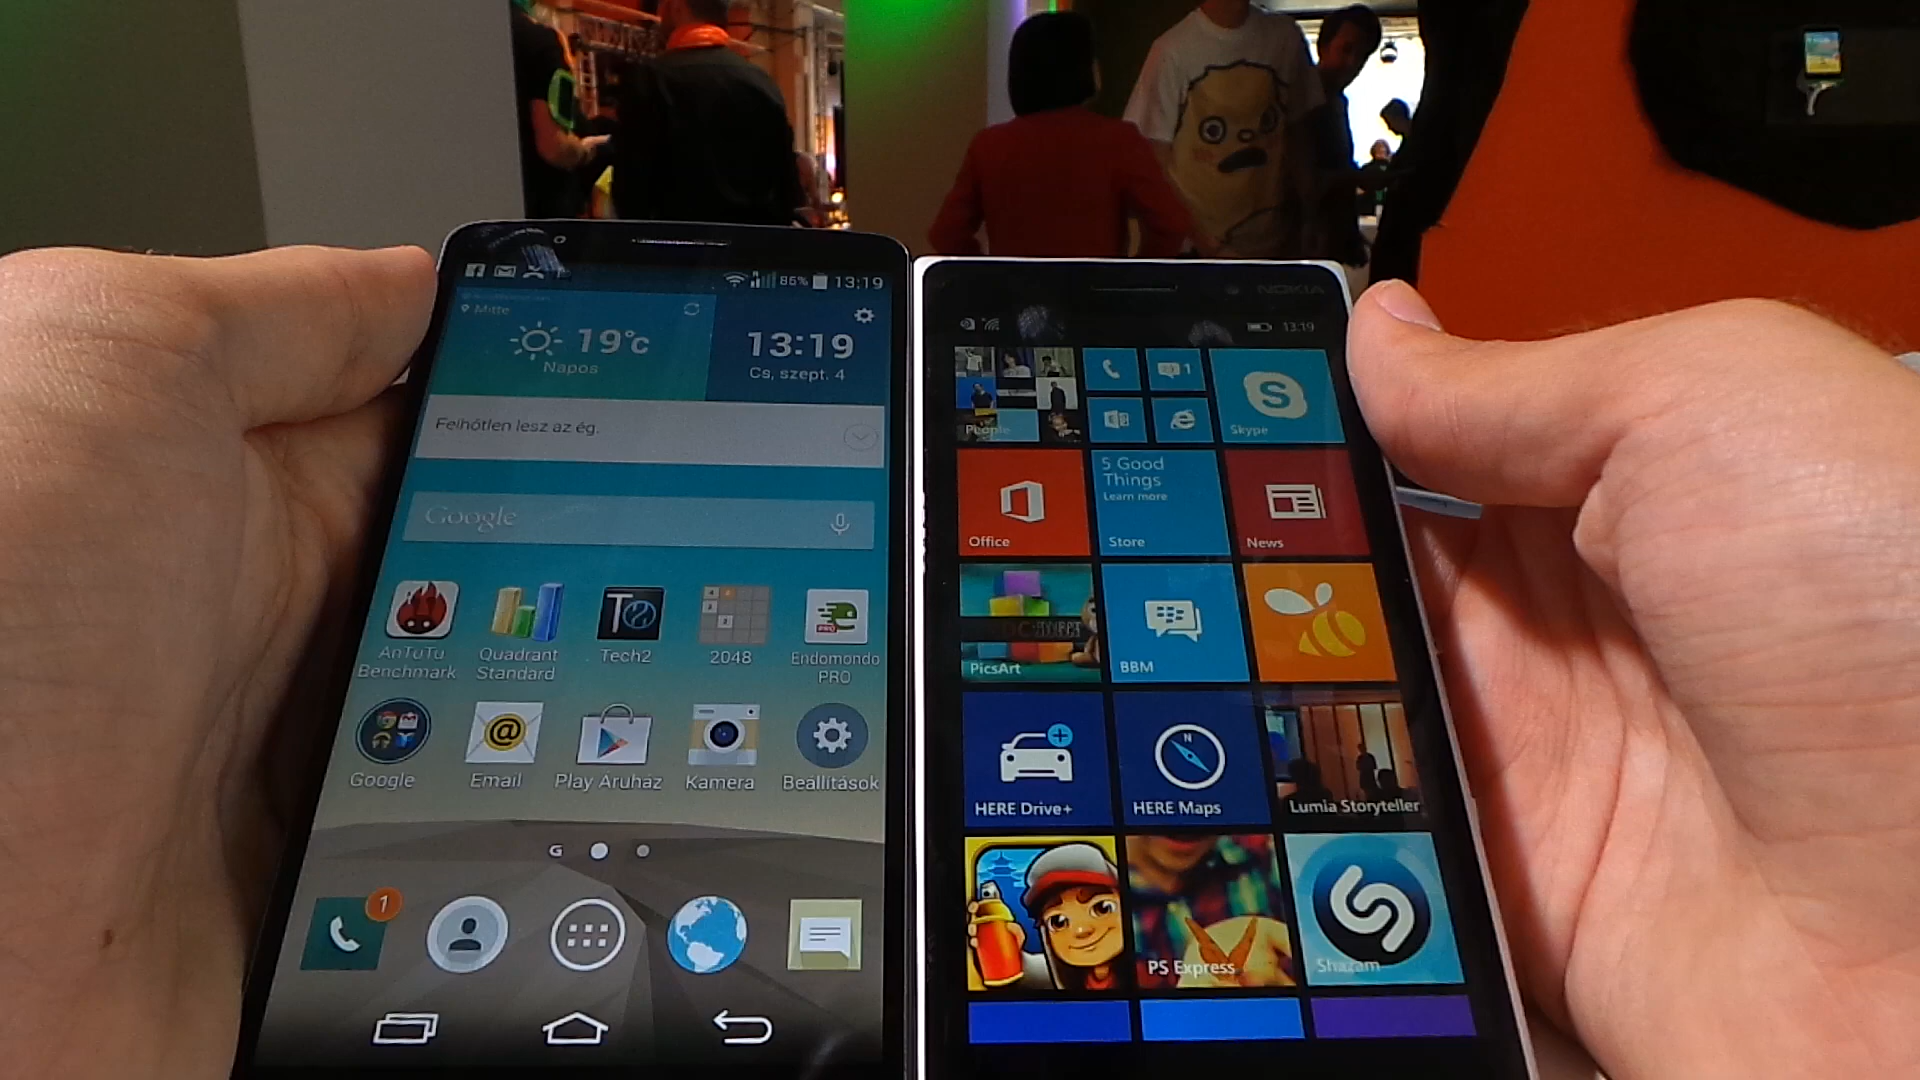 86% 13:19
Mitte
19°c
Napos
13:19
Cs, szept. 4
Felhőtlen lesz az ég.
Google
AnTuTu
Benchmark
Quadrant
Standard
Tech2
2048
Endomondo
PRO
Google
Email
Play Áruház
Kamera
Beállítások
G
1
NOKIA
13:19
People
1
Skype
Office
5 Good
Things
Learn more
Store
News
PicsArt
BBM
N
HERE Drive+
HERE Maps
Lumia Storyteller
PS Express
Shazam